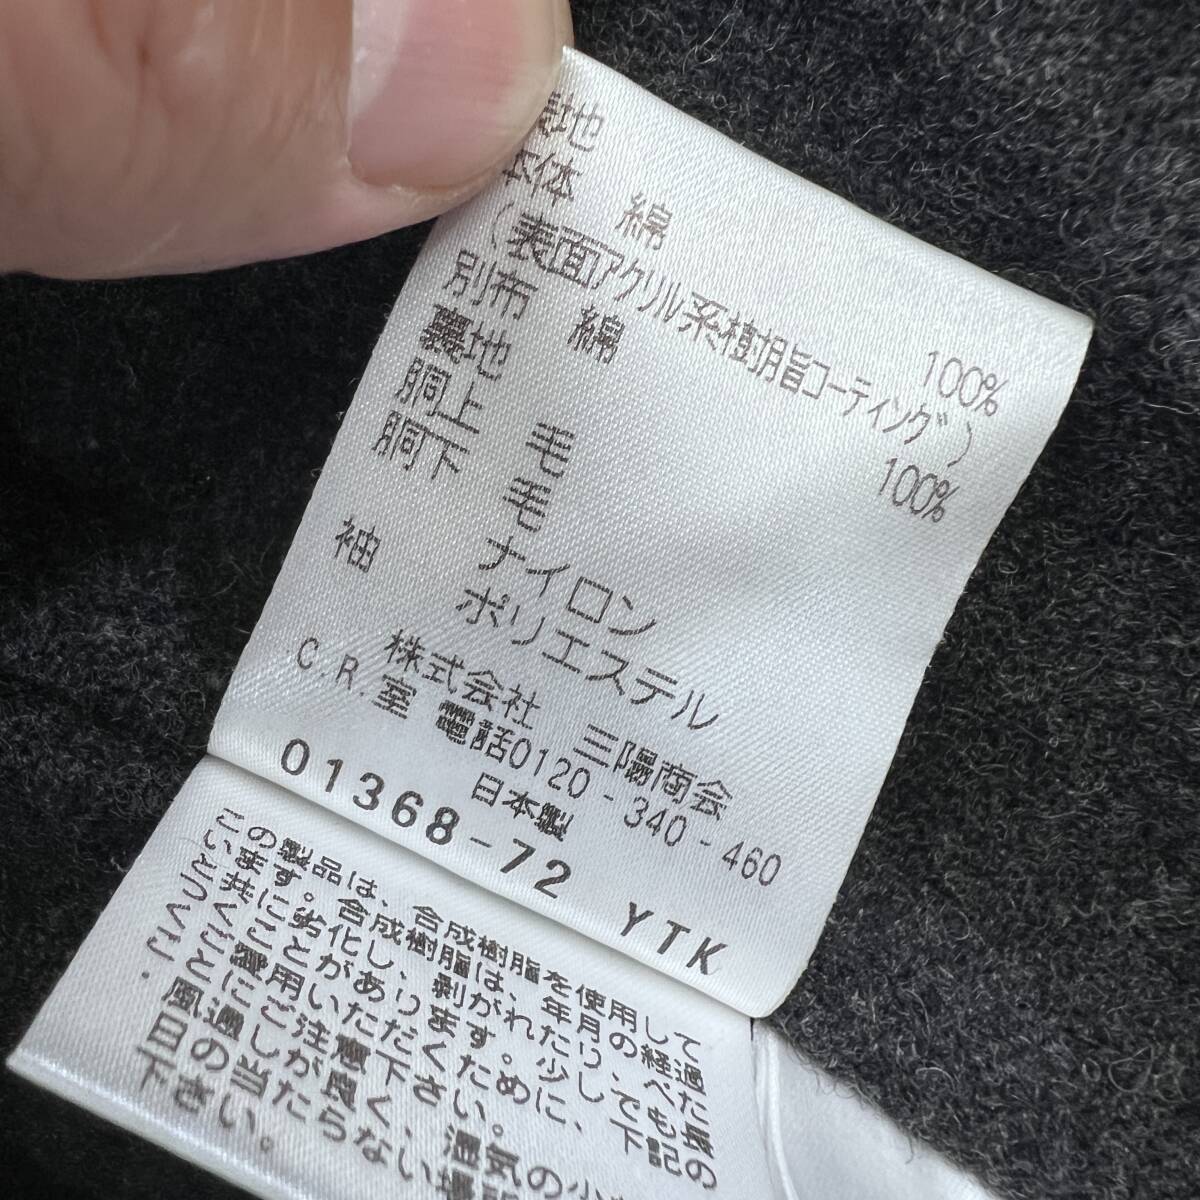 表地
本体 綿 100%
(表面アクリル系樹脂コーティング)
別布 綿 100%
裏地
胴上 毛
胴下 毛
ナイロン
袖 ポリエステル
株式会社 三陽商会
C.R.室 電話0120-340-460
日本製
01368-72 YTK
この製品は、合成樹脂を使用して
います。合成樹脂は、年月の経過
と共に劣化し、剥がれたり、べた
つくことがあります。少しでも
ご愛用いただくために、下記の
ことにご注意下さい。
・風通しが良く、湿気の
目の当たらない
下さい。